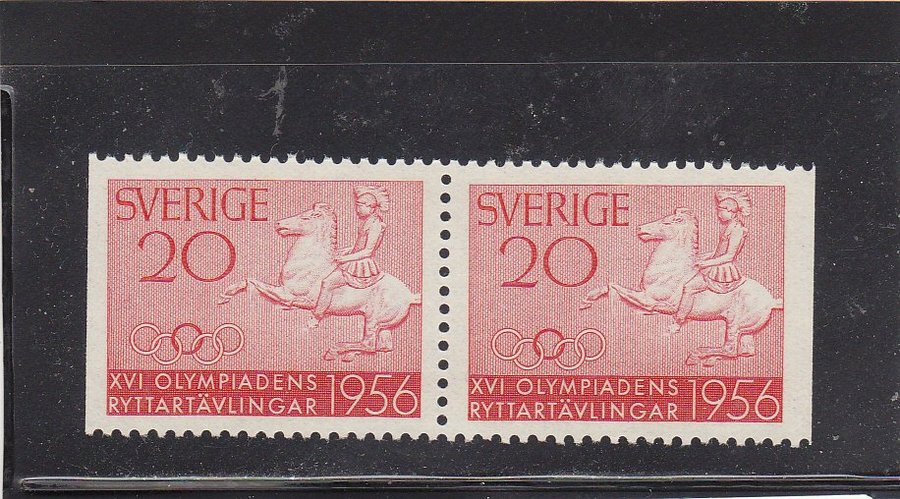 SVERIGE
20
XVI OLYMPIADENS
RYTTARTÄVLINGAR 1956
SVERIGE
20
XVI OLYMPIADENS
RYTTARTÄVLINGAR 1956